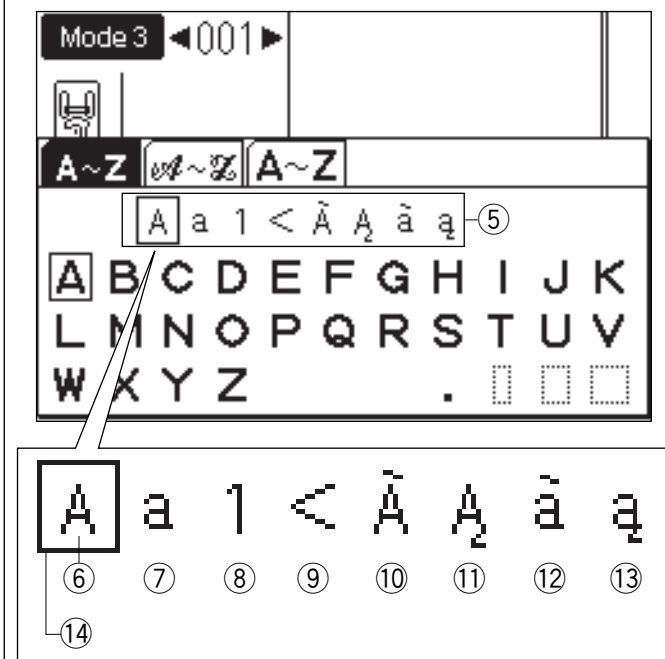 Mode 3 ◄001►
A~Z 𝒜~𝒵 A~Z
A a 1 < Ã Ą ã ą ⑤
A B C D E F G H I J K
L M N O P Q R S T U V
W X Y Z .
A a 1 < Ã Ą ã ą
⑥ ⑦ ⑧ ⑨ ⑩ ⑪ ⑫ ⑬
⑭